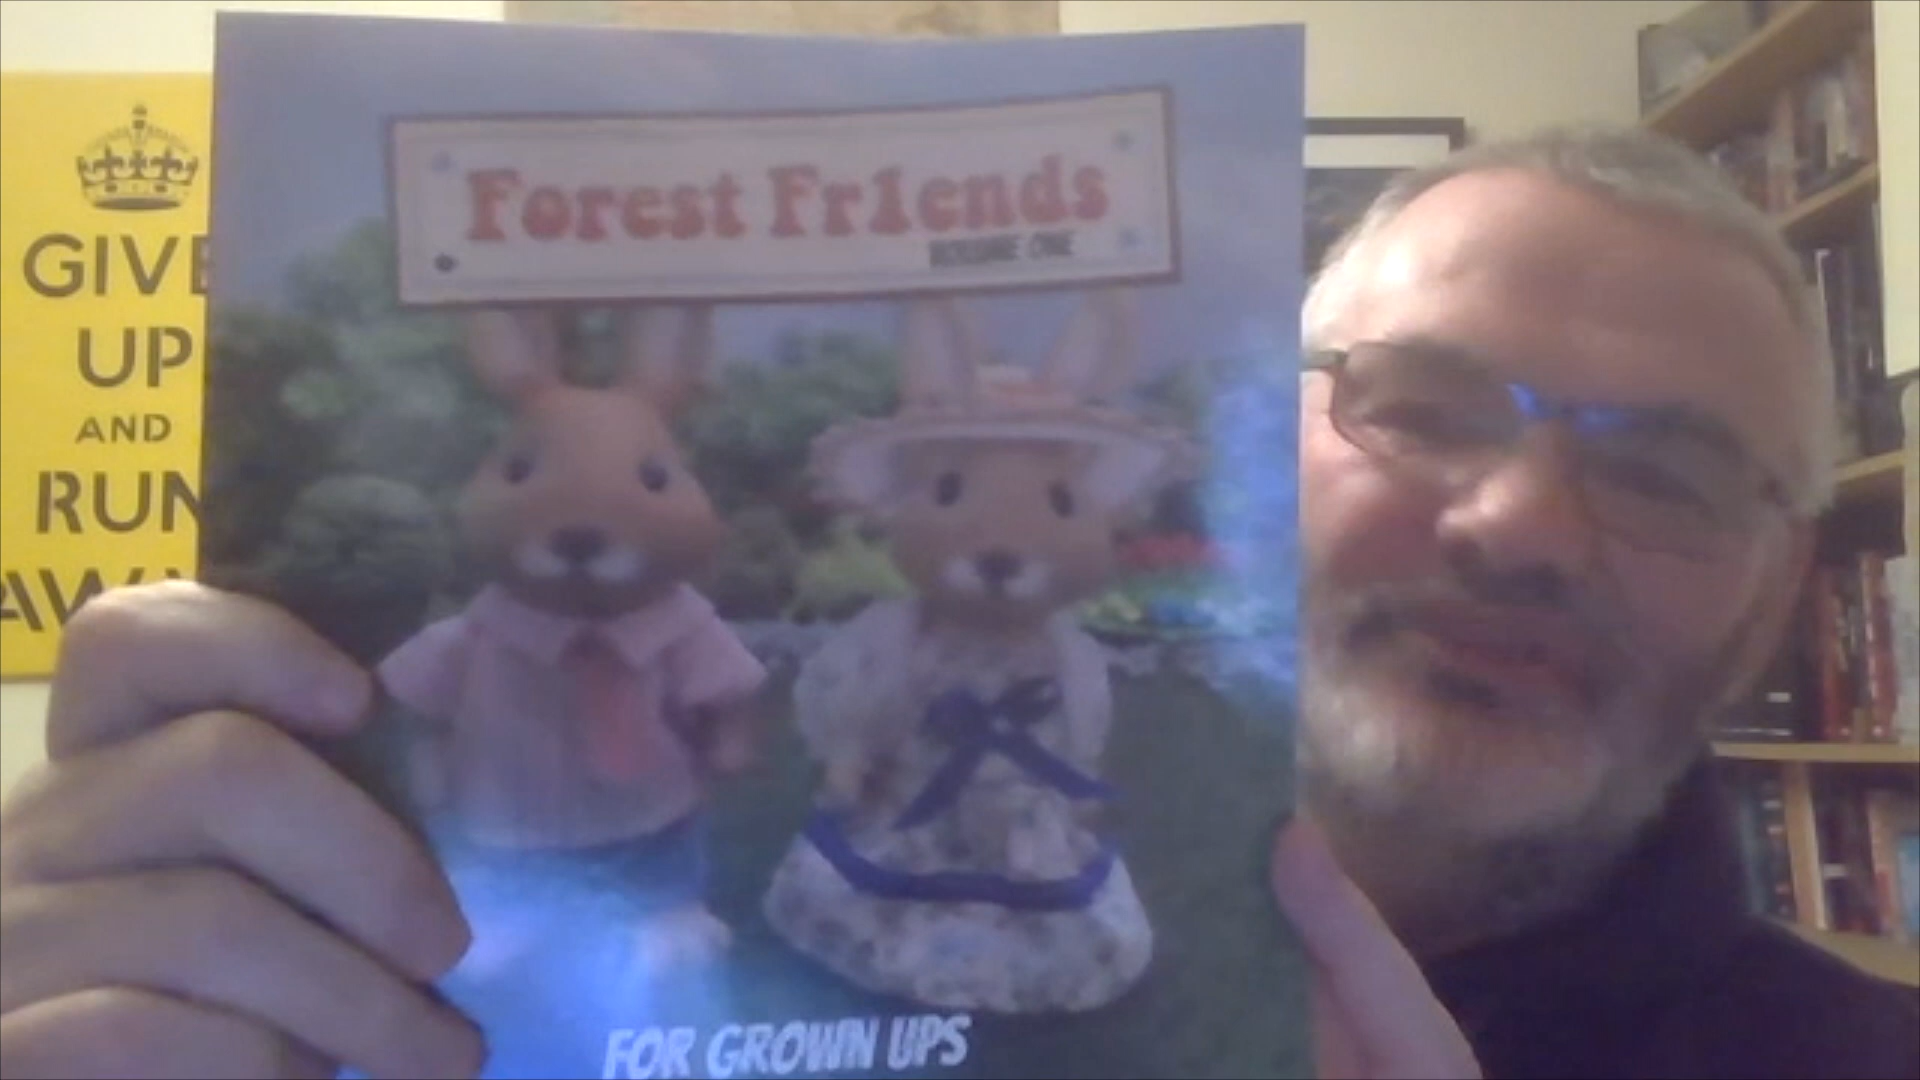 GIVE
UP
AND
RUN
Forest Fr1ends
VOLUME ONE
FOR GROWN UPS